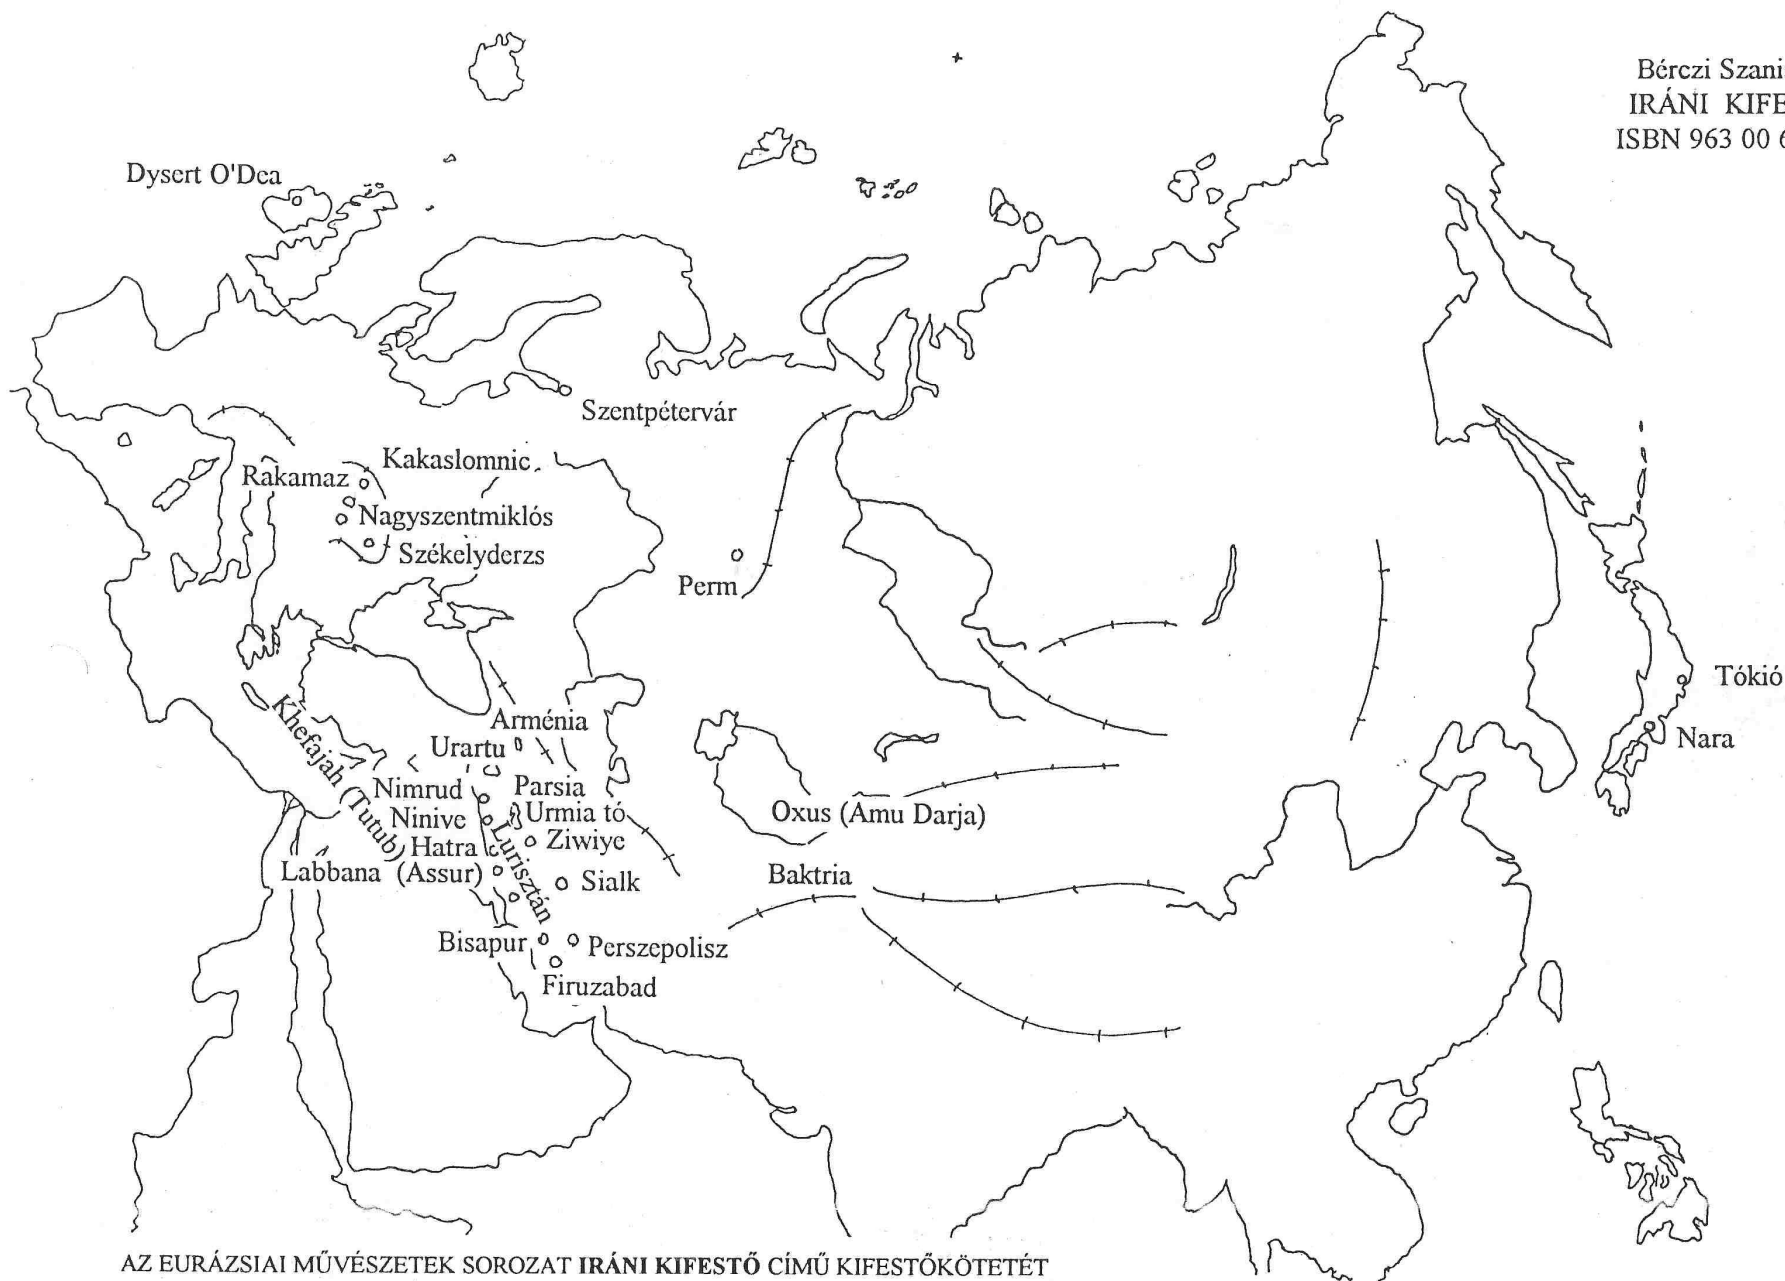 Bérczi Szani
IRÁNI KIFE
ISBN 963 00 6
Dysert O'Dea
Szentpétervár
Kakaslomnic
Rakamaz
Nagyszentmiklós
Székelyderzs
Perm
Tókió
Nara
Arménia
Urartu
Khefajah (Tutub)
Nimrud
Parsia
Ninive
Urmia tó
Oxus (Amu Darja)
Hatra
Ziwiye
Lurisztán
Labbana (Assur)
Sialk
Baktria
Bisapur
Perszepolisz
Firuzabad
AZ EURÁZSIAI MŰVÉSZETEK SOROZAT IRÁNI KIFESTŐ CÍMŰ KIFESTŐKÖTETÉT